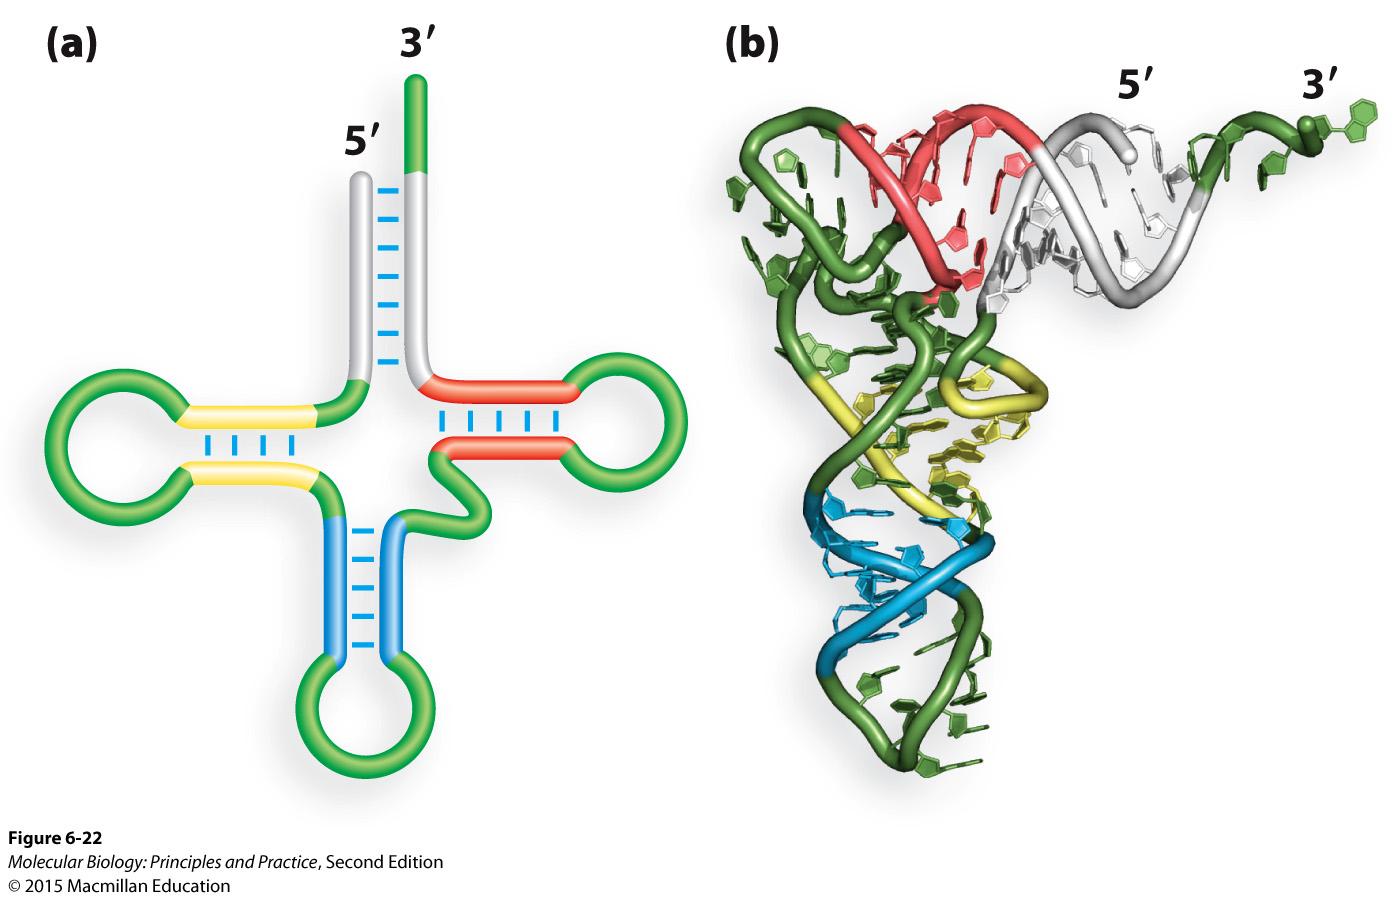 (a)
3′
5′
(b)
5′
3′
Figure 6-22
Molecular Biology: Principles and Practice, Second Edition
© 2015 Macmillan Education